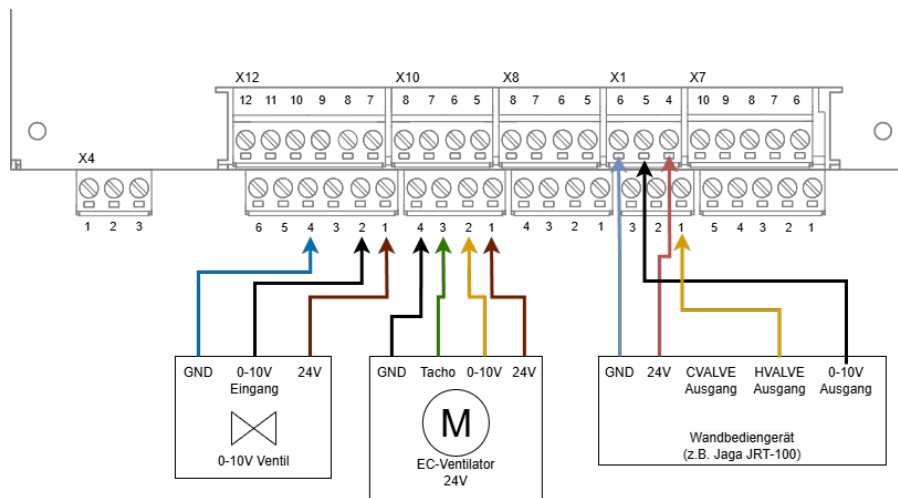 X12 X10 X8 X1 X7
12 11 10 9 8 7 8 7 6 5 8 7 6 5 6 5 4 10 9 8 7 6
X4
1 2 3 6 5 4 3 2 1 4 3 2 1 4 3 2 1 3 2 1 5 4 3 2 1
GND 0-10V 24V
Eingang
0-10V Ventil
GND Tacho 0-10V 24V
M
EC-Ventilator
24V
GND 24V CVALVE HVALVE 0-10V
Ausgang Ausgang Ausgang
Wandbediengerät
(z.B. Jaga JRT-100)